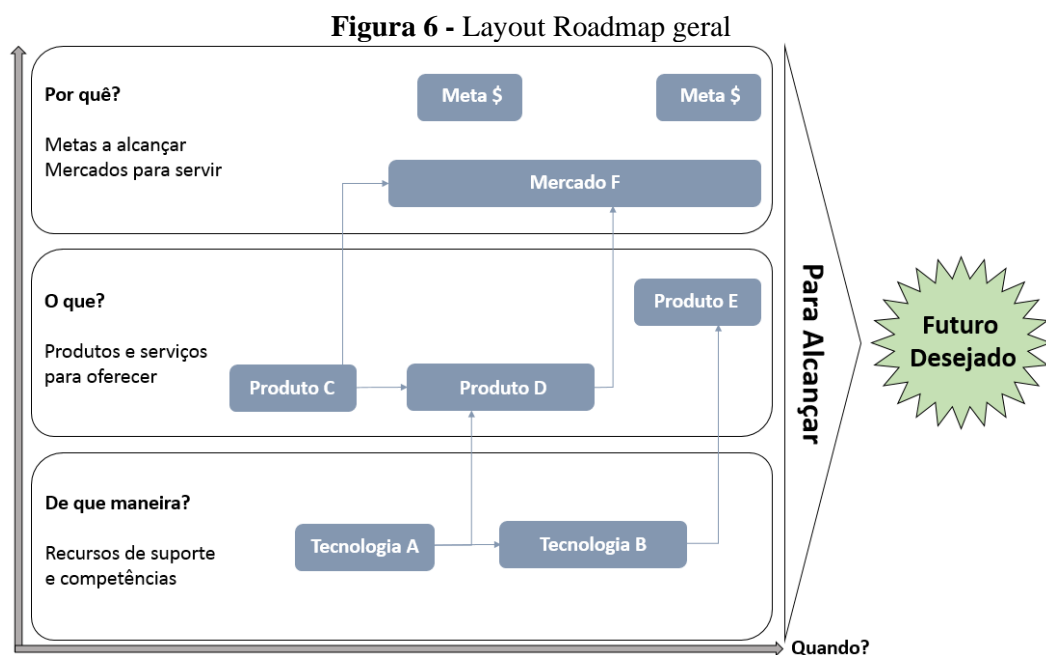 Figura 6 - Layout Roadmap geral
Por quê?
Metas a alcançar
Mercados para servir
Meta $
Meta $
Mercado F
O que?
Produtos e serviços
para oferecer
Produto C
Produto D
Produto E
De que maneira?
Recursos de suporte
e competências
Tecnologia A
Tecnologia B
Para Alcançar
Futuro
Desejado
Quando?